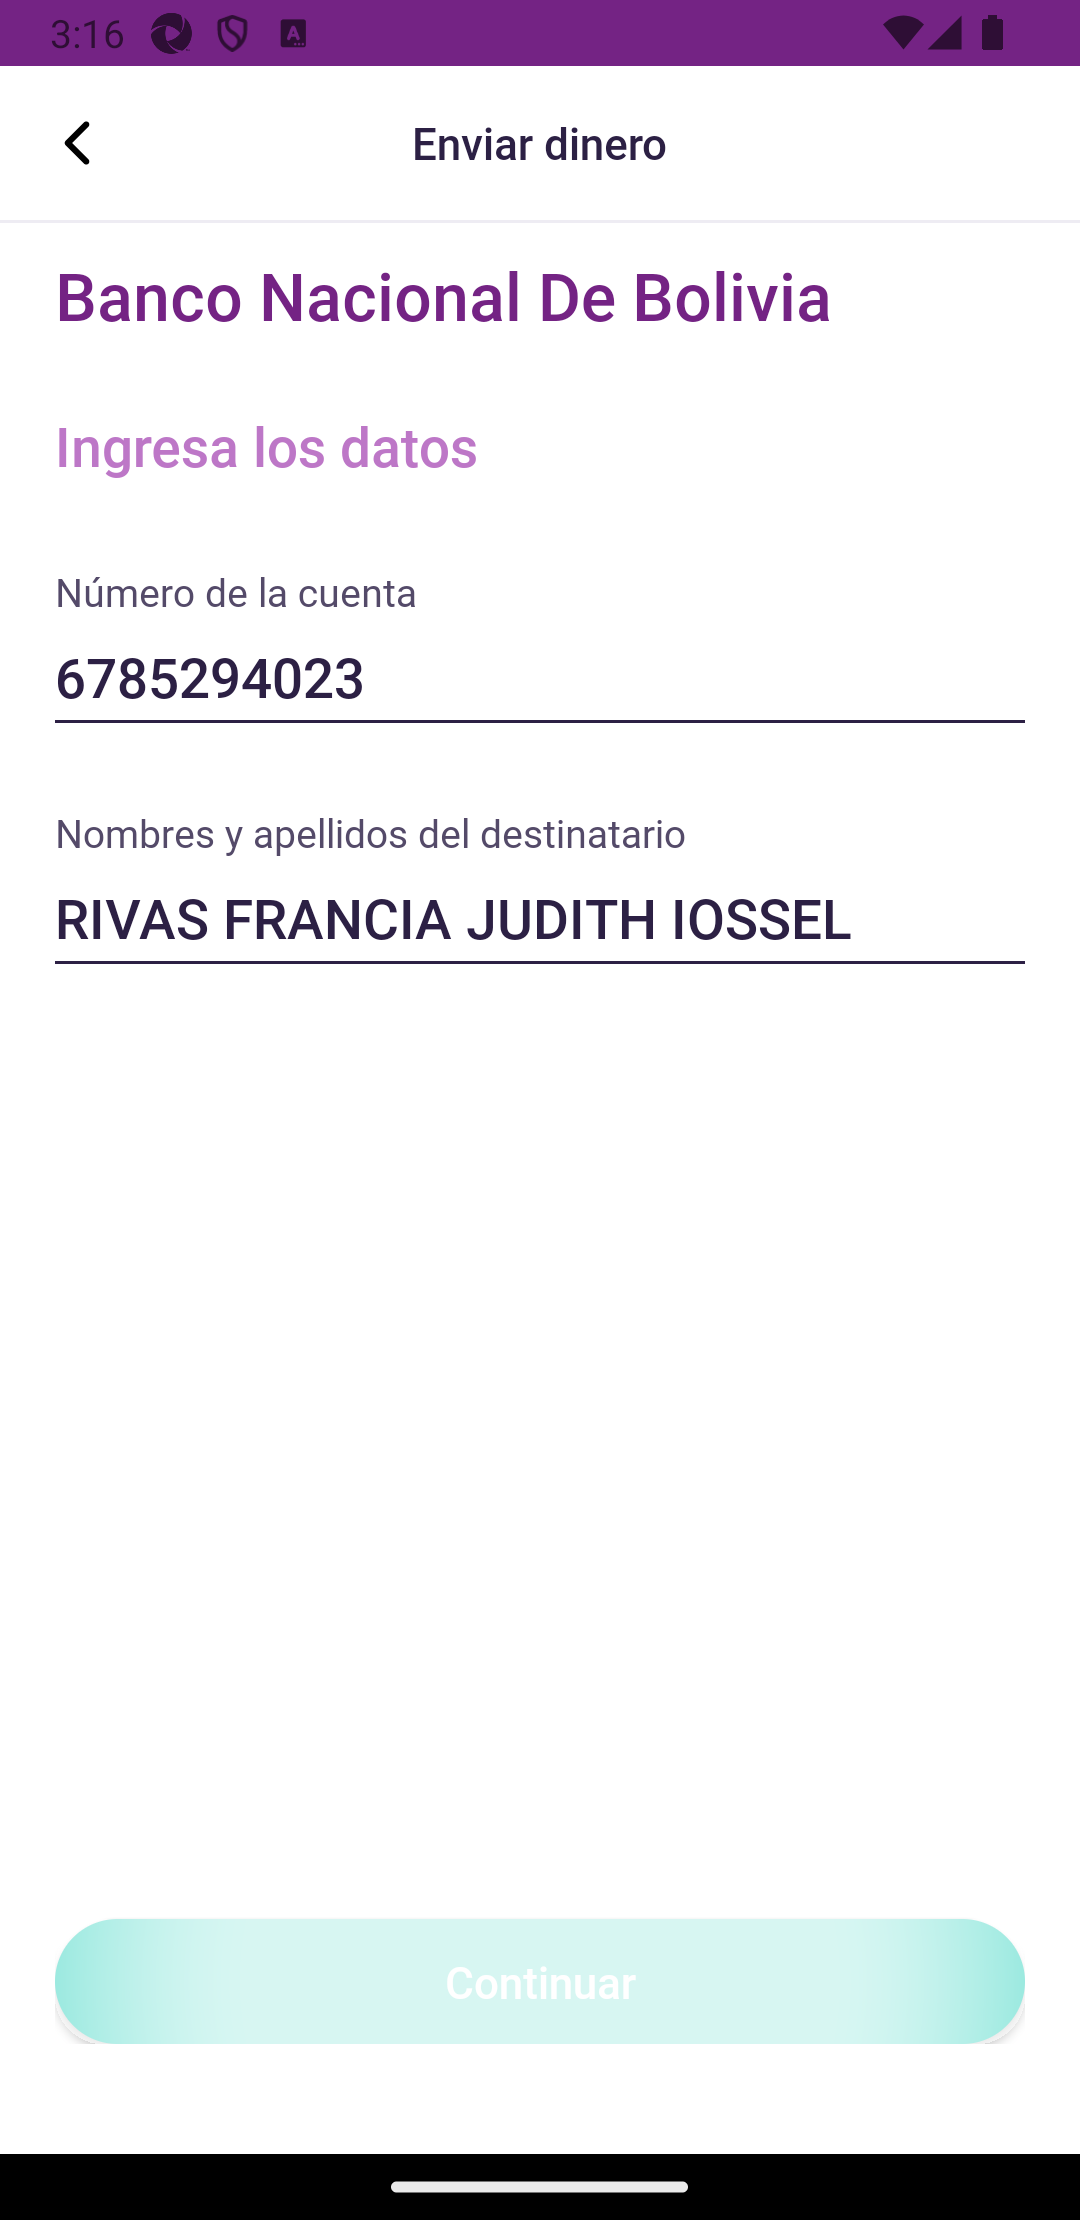 3:16
Enviar dinero
Banco Nacional De Bolivia
Ingresa los datos
Número de la cuenta
6785294023
Nombres y apellidos del destinatario
RIVAS FRANCIA JUDITH IOSSEL
Continuar